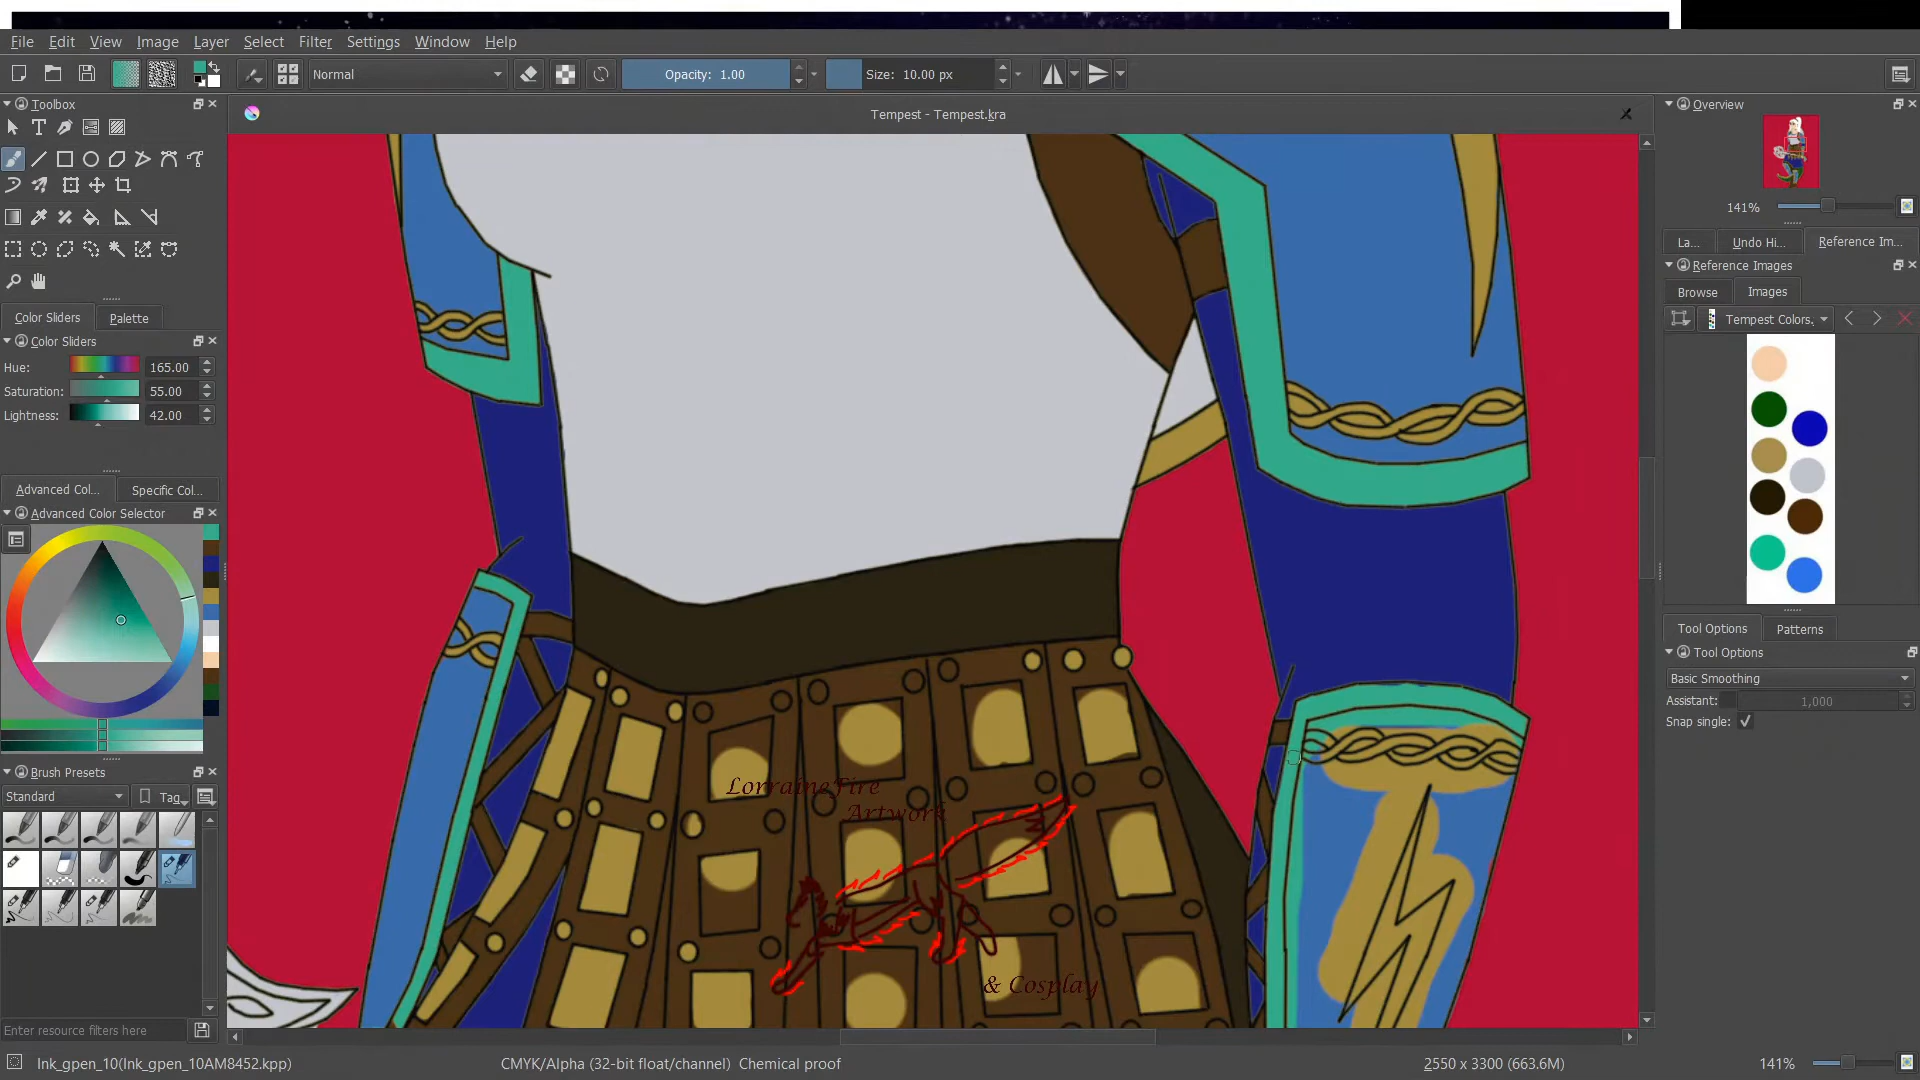 File Edit View Image Layer Select Filter Settings Window Help
Normal
Opacity: 1.00
Size: 10.00 px
Toolbox
Tempest - Tempest.kra
Overview
141%
La... Undo Hi... Reference Im...
Reference Images
Browse Images
Tempest Colors.
Color Sliders Palette
Color Sliders
Hue: 165.00
Saturation: 55.00
Lightness: 42.00
Advanced Col... Specific Col...
Advanced Color Selector
Tool Options Patterns
Tool Options
Basic Smoothing
Assistant: 1,000
Snap single:
Brush Presets
Standard Tag
LorraineFire
Artwork
& Cosplay
Enter resource filters here
Ink_gpen_10(Ink_gpen_10AM8452.kpp)
CMYK/Alpha (32-bit float/channel) Chemical proof
2550 x 3300 (663.6M)
141%